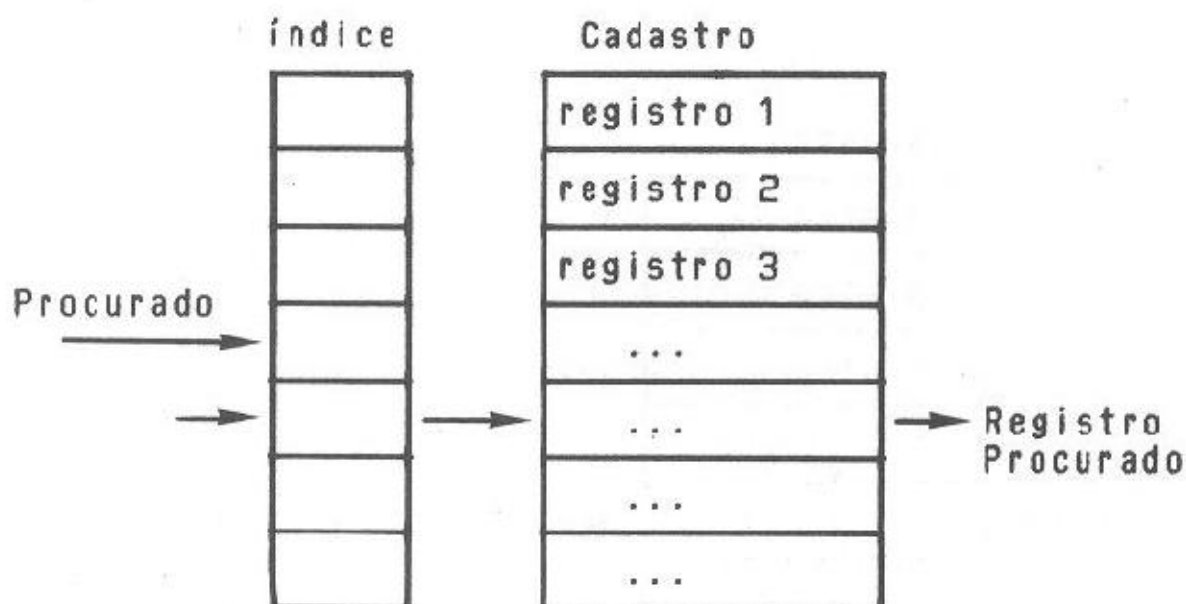 índice
Cadastro
registro 1
registro 2
registro 3
Procurado
...
...
...
...
Registro
Procurado